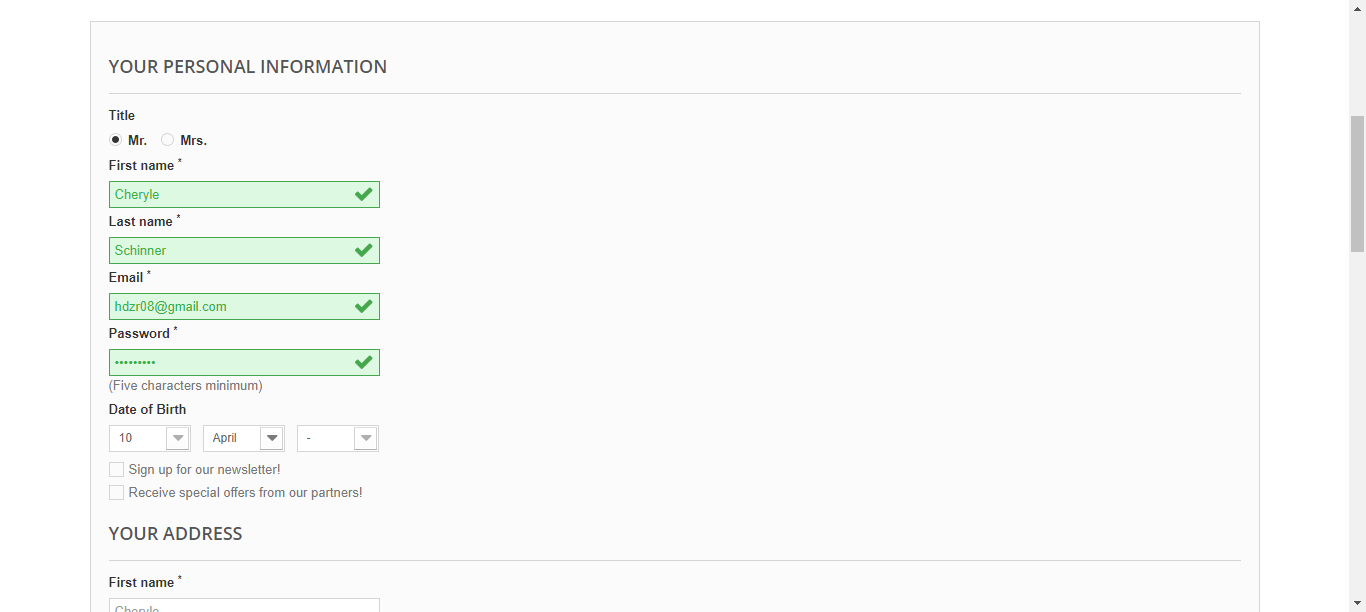 YOUR PERSONAL INFORMATION
Title
Mr. Mrs.
First name *
Cheryle
Last name *
Schinner
Email *
hdzr08@gmail.com
Password *
•••••••••
(Five characters minimum)
Date of Birth
10 April -
Sign up for our newsletter!
Receive special offers from our partners!
YOUR ADDRESS
First name *
Cheryle